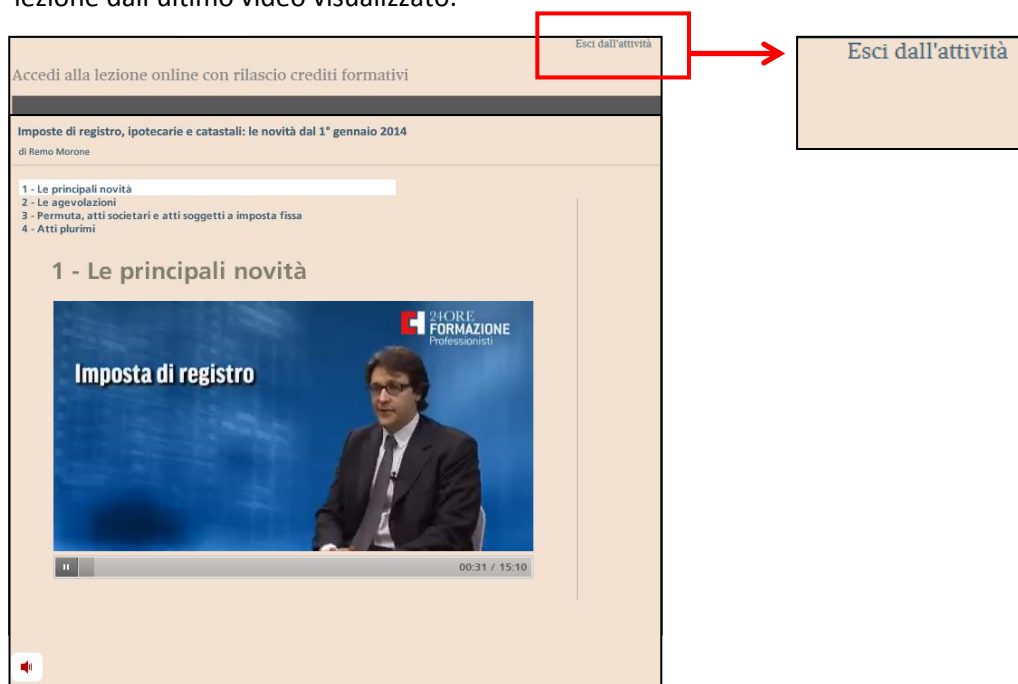 lezione dall'ultimo video visualizzato.
Esci dall'attività
Esci dall'attività
Accedi alla lezione online con rilascio crediti formativi
Imposte di registro, ipotecarie e catastali: le novità dal 1° gennaio 2014
di Remo Morone
1 - Le principali novità
2 - Le agevolazioni
3 - Permuta, atti societari e atti soggetti a imposta fissa
4 - Atti plurimi
1 - Le principali novità
24ORE
FORMAZIONE
Professionisti
Imposta di registro
00:31 / 15:10